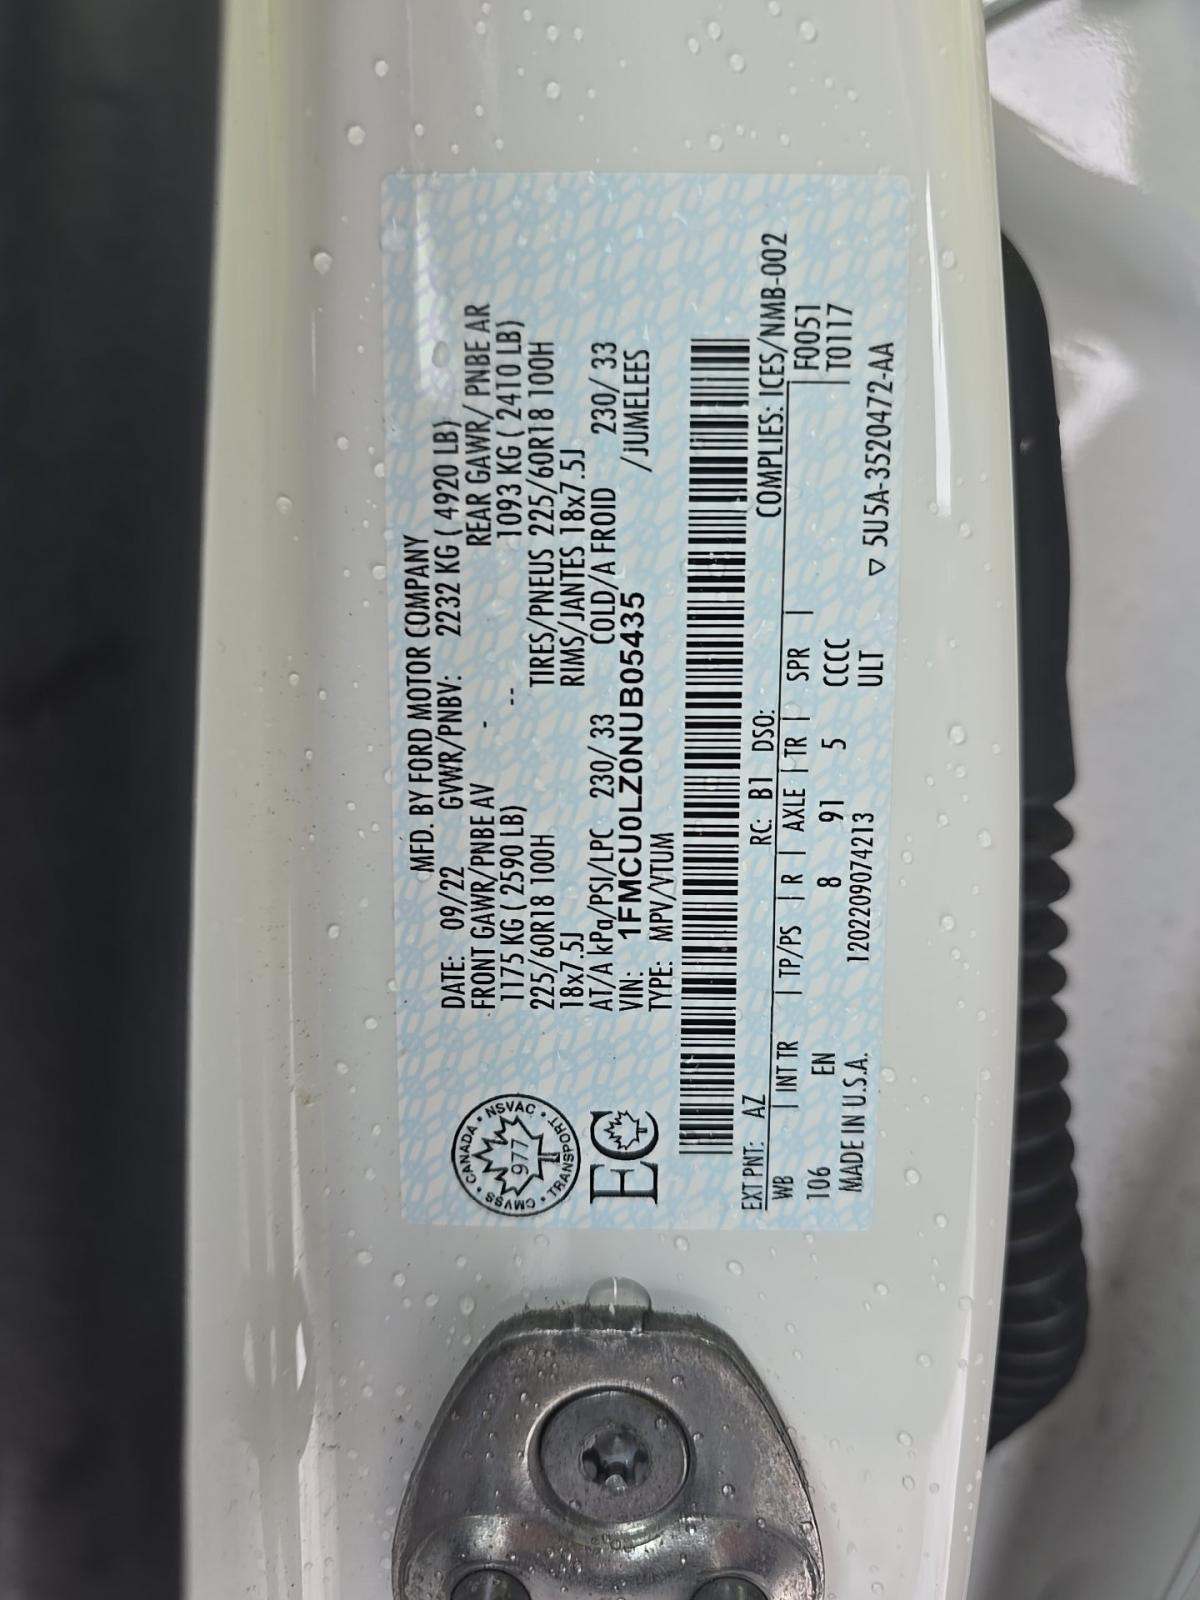 MFD. BY FORD MOTOR COMPANY
DATE: 09/22 GVWR/PNBV: 2232 KG ( 4920 LB)
FRONT GAWR/PNBE AV - REAR GAWR/ PNBE AR
1175 KG ( 2590 LB) -- 1093 KG ( 2410 LB)
225/60R18 100H TIRES/PNEUS 225/60R18 100H
18x7.5J RIMS/JANTES 18x7.5J
AT/A kPa/PSI/LPC 230/ 33 COLD/A FROID 230/ 33
VIN: 1FMCU0LZ0NUB05435 /JUMELEES
TYPE: MPV/VTUM
CANADA • NSVAC • TRANSPORT • CMVSS •
977
EC
EXT PNT: AZ RC: B1 DSO: COMPLIES: ICES/NMB-002
WB | INT TR | TP/PS | R | AXLE | TR | SPR | F0051
106 EN 8 91 5 CCCC T0117
MADE IN U.S.A. 1202209074213 ULT ▽ 5U5A-3520472-AA